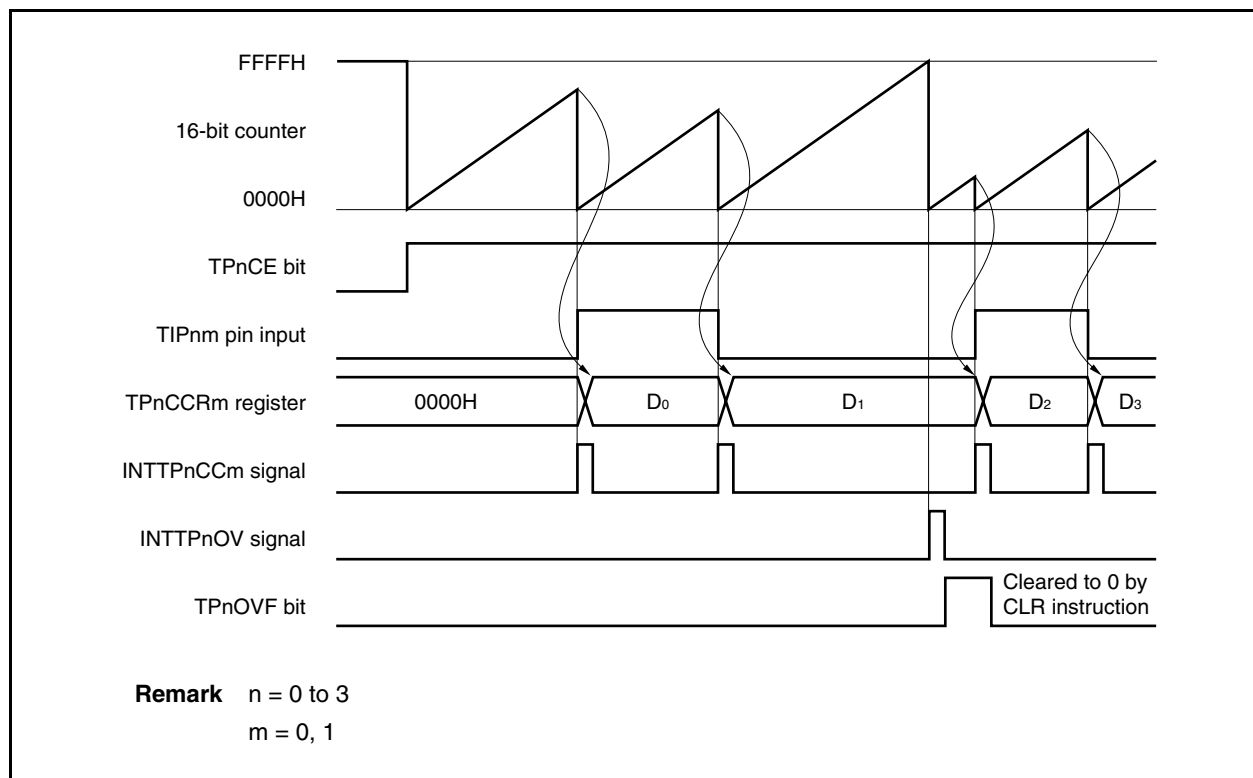 FFFFH
16-bit counter
0000H
TPnCE bit
TIPnm pin input
TPnCCRm register
0000H D0 D1 D2 D3
INTTPnCCm signal
INTTPnOV signal
TPnOVF bit
Cleared to 0 by
CLR instruction
Remark n = 0 to 3
m = 0, 1